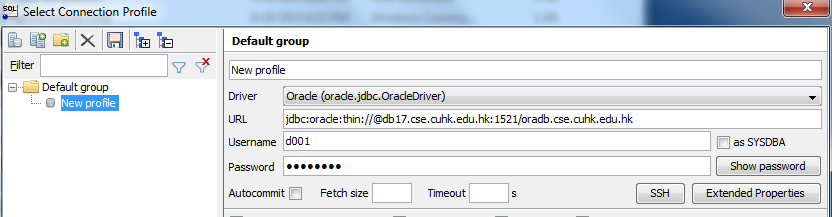 SQL Select Connection Profile
Default group
Filter
New profile
Default group
New profile
Driver Oracle (oracle.jdbc.OracleDriver)
URL jdbc:oracle:thin://@db17.cse.cuhk.edu.hk:1521/oradb.cse.cuhk.edu.hk
Username d001 as SYSDBA
Password ●●●●●●●● Show password
Autocommit Fetch size Timeout s SSH Extended Properties